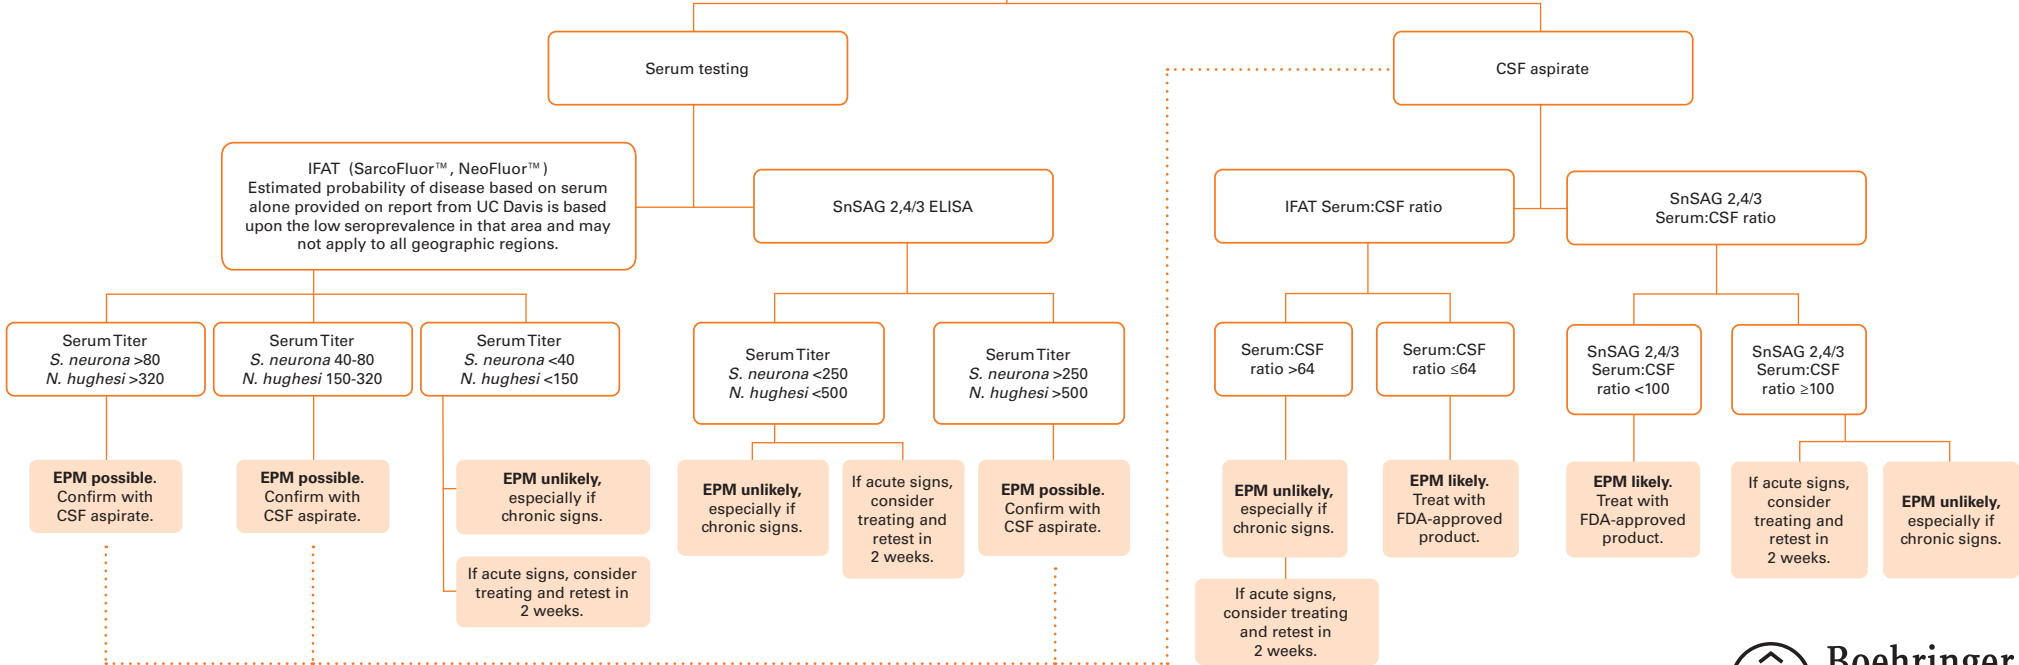 Serum testing
CSF aspirate
IFAT (SarcoFluor™, NeoFluor™)
Estimated probability of disease based on serum
alone provided on report from UC Davis is based
upon the low seroprevalence in that area and may
not apply to all geographic regions.
SnSAG 2,4/3 ELISA
IFAT Serum:CSF ratio
SnSAG 2,4/3
Serum:CSF ratio
Serum Titer
S. neurona >80
N. hughesi >320
Serum Titer
S. neurona 40-80
N. hughesi 150-320
Serum Titer
S. neurona <40
N. hughesi <150
Serum Titer
S. neurona <250
N. hughesi <500
Serum Titer
S. neurona >250
N. hughesi >500
Serum:CSF
ratio >64
Serum:CSF
ratio ≤64
SnSAG 2,4/3
Serum:CSF
ratio <100
SnSAG 2,4/3
Serum:CSF
ratio ≥100
EPM possible.
Confirm with
CSF aspirate.
EPM possible.
Confirm with
CSF aspirate.
EPM unlikely,
especially if
chronic signs.
If acute signs, consider
treating and retest in
2 weeks.
EPM unlikely,
especially if
chronic signs.
If acute signs,
consider
treating and
retest in
2 weeks.
EPM possible.
Confirm with
CSF aspirate.
EPM unlikely,
especially if
chronic signs.
If acute signs,
consider treating
and retest in
2 weeks.
EPM likely.
Treat with
FDA-approved
product.
EPM likely.
Treat with
FDA-approved
product.
If acute signs,
consider
treating and
retest in
2 weeks.
EPM unlikely,
especially if
chronic signs.
Boehringer